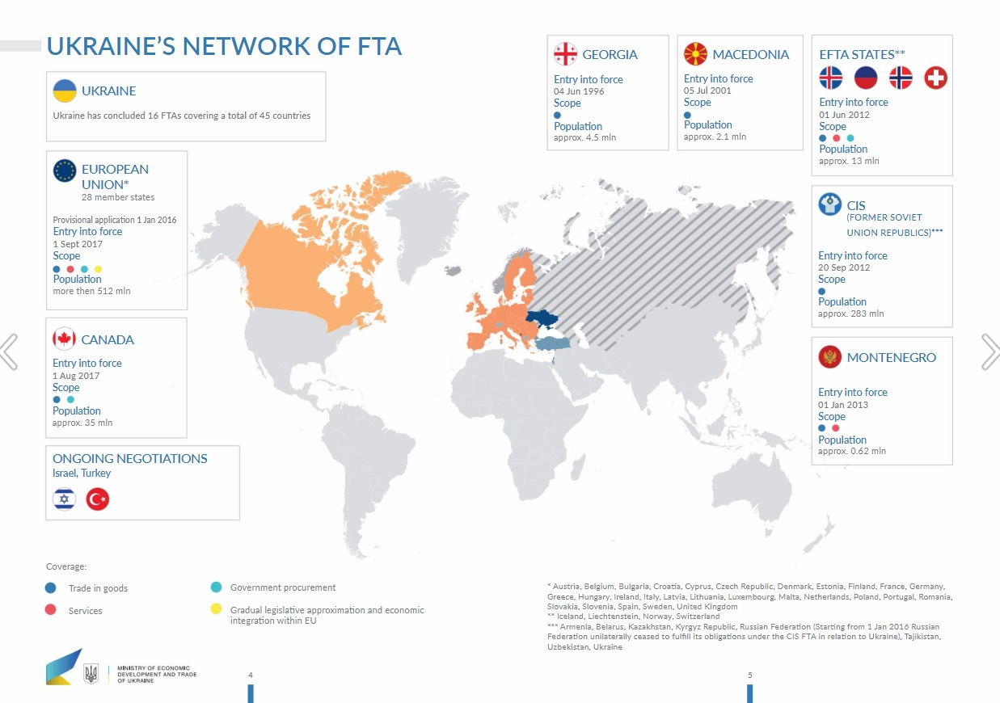 UKRAINE'S NETWORK OF FTA
UKRAINE
Ukraine has concluded 16 FTAs covering a total of 45 countries
EUROPEAN
UNION*
28 member states
Provisional application 1 Jan 2016
Entry into force
1 Sept 2017
Scope
Population
more then 512 mln
CANADA
Entry into force
1 Aug 2017
Scope
Population
approx. 35 mln
ONGOING NEGOTIATIONS
Israel, Turkey
GEORGIA
Entry into force
04 Jun 1996
Scope
Population
approx. 4.5 mln
MACEDONIA
Entry into force
05 Jul 2001
Scope
Population
approx. 2.1 mln
EFTA STATES**
Entry into force
01 Jun 2012
Scope
Population
approx. 13 mln
CIS
(FORMER SOVIET
UNION REPUBLICS)***
Entry into force
20 Sep 2012
Scope
Population
approx. 283 mln
MONTENEGRO
Entry into force
01 Jan 2013
Scope
Population
approx. 0.62 mln
Coverage:
Trade in goods
Services
Government procurement
Gradual legislative approximation and economic
integration within EU
* Austria, Belgium, Bulgaria, Croatia, Cyprus, Czech Republic, Denmark, Estonia, Finland, France, Germany,
Greece, Hungary, Ireland, Italy, Latvia, Lithuania, Luxembourg, Malta, Netherlands, Poland, Portugal, Romania,
Slovakia, Slovenia, Spain, Sweden, United Kingdom
** Iceland, Liechtenstein, Norway, Switzerland
*** Armenia, Belarus, Kazakhstan, Kyrgyz Republic, Russian Federation (Starting from 1 Jan 2016 Russian
Federation unilaterally ceased to fulfill its obligations under the CIS FTA in relation to Ukraine), Tajikistan,
Uzbekistan, Ukraine
MINISTRY OF ECONOMIC
DEVELOPMENT AND TRADE
OF UKRAINE
4
5